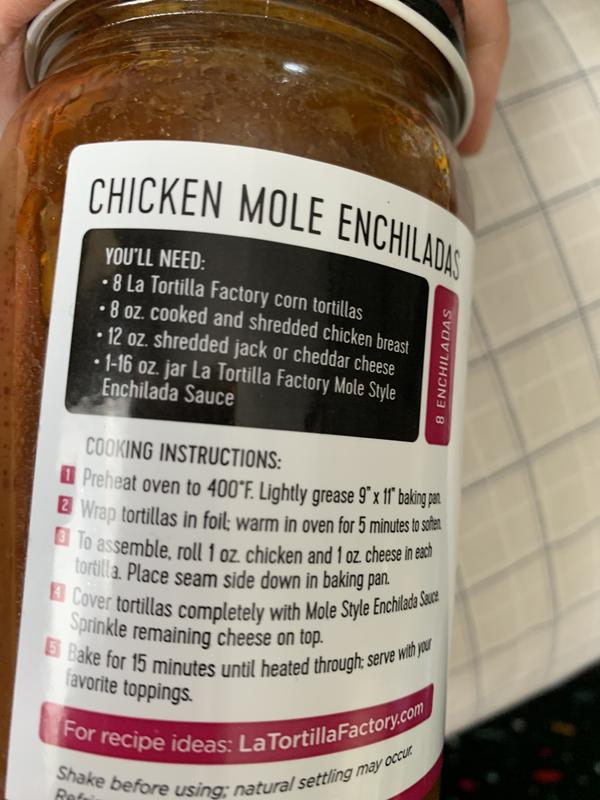 CHICKEN MOLE ENCHILADAS
YOU'LL NEED:
• 8 La Tortilla Factory corn tortillas
• 8 oz. cooked and shredded chicken breast
• 12 oz. shredded jack or cheddar cheese
• 1-16 oz. jar La Tortilla Factory Mole Style
Enchilada Sauce
8 ENCHILADAS
COOKING INSTRUCTIONS:
1 Preheat oven to 400°F. Lightly grease 9" x 11" baking pan.
2 Wrap tortillas in foil; warm in oven for 5 minutes to soften.
3 To assemble, roll 1 oz. chicken and 1 oz. cheese in each
tortilla. Place seam side down in baking pan.
4 Cover tortillas completely with Mole Style Enchilada Sauce.
Sprinkle remaining cheese on top.
5 Bake for 15 minutes until heated through; serve with your
favorite toppings.
For recipe ideas: LaTortillaFactory.com
Shake before using; natural settling may occur.